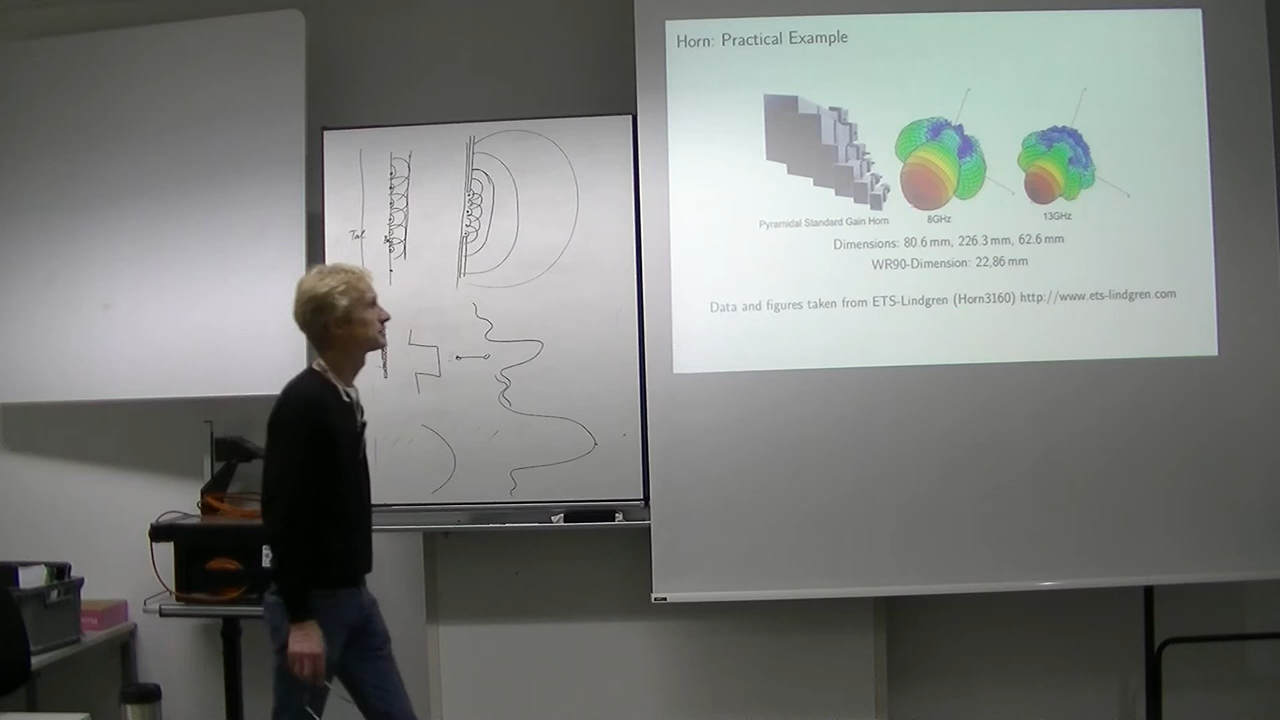 Horn: Practical Example
Pyramidal Standard Gain Horn
8GHz
13GHz
Dimensions: 80.6 mm, 226.3 mm, 62.6 mm
WR90-Dimension: 22,86 mm
Data and figures taken from ETS-Lindgren (Horn3160) http://www.ets-lindgren.com